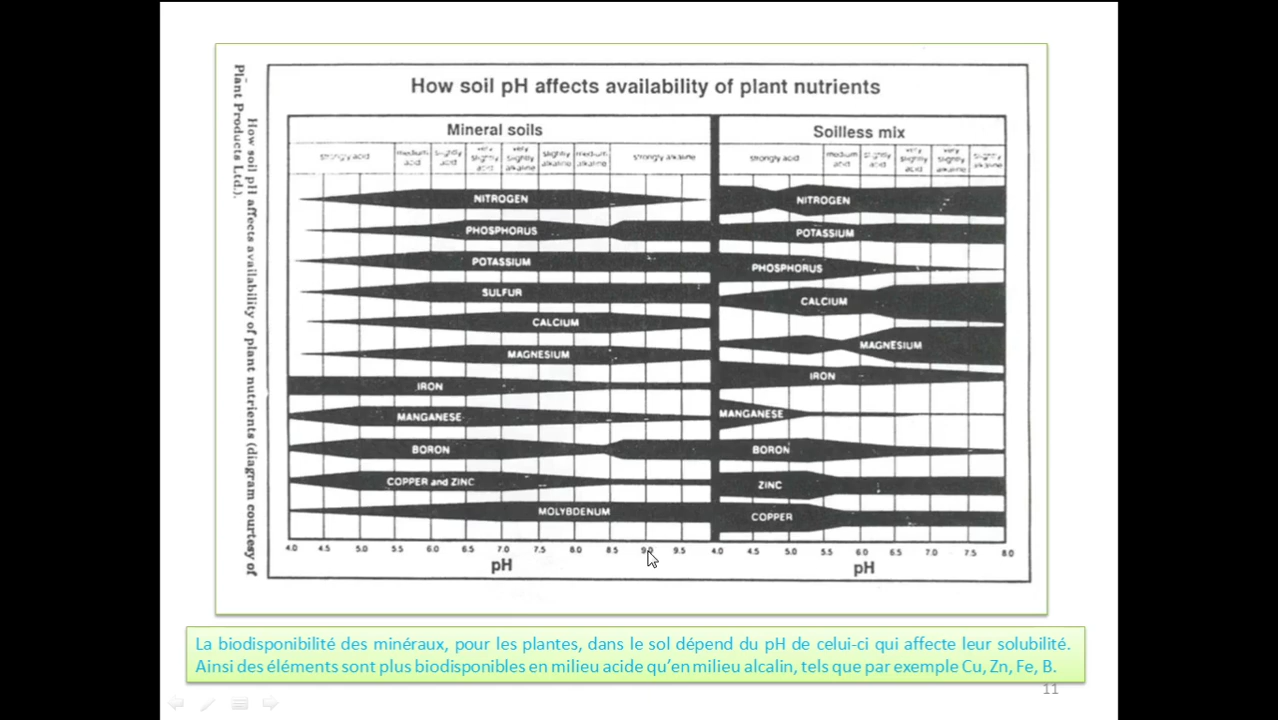 How soil pH affects availability of plant nutrients (diagram courtesy of
Plant Products Ltd.).
How soil pH affects availability of plant nutrients
Mineral soils
strongly acid
medium acid
slightly acid
very slightly acid
very slightly alkaline
slightly alkaline
medium alkaline
strongly alkaline
NITROGEN
PHOSPHORUS
POTASSIUM
SULFUR
CALCIUM
MAGNESIUM
IRON
MANGANESE
BORON
COPPER and ZINC
MOLYBDENUM
4.0 4.5 5.0 5.5 6.0 6.5 7.0 7.5 8.0 8.5 9.0 9.5
pH
Soilless mix
strongly acid
medium acid
slightly acid
very slightly acid
very slightly alkaline
slightly alkaline
NITROGEN
POTASSIUM
PHOSPHORUS
CALCIUM
MAGNESIUM
IRON
MANGANESE
BORON
ZINC
COPPER
4.0 4.5 5.0 5.5 6.0 6.5 7.0 7.5 8.0
pH
La biodisponibilité des minéraux, pour les plantes, dans le sol dépend du pH de celui-ci qui affecte leur solubilité.
Ainsi des éléments sont plus biodisponibles en milieu acide qu'en milieu alcalin, tels que par exemple Cu, Zn, Fe, B.
11